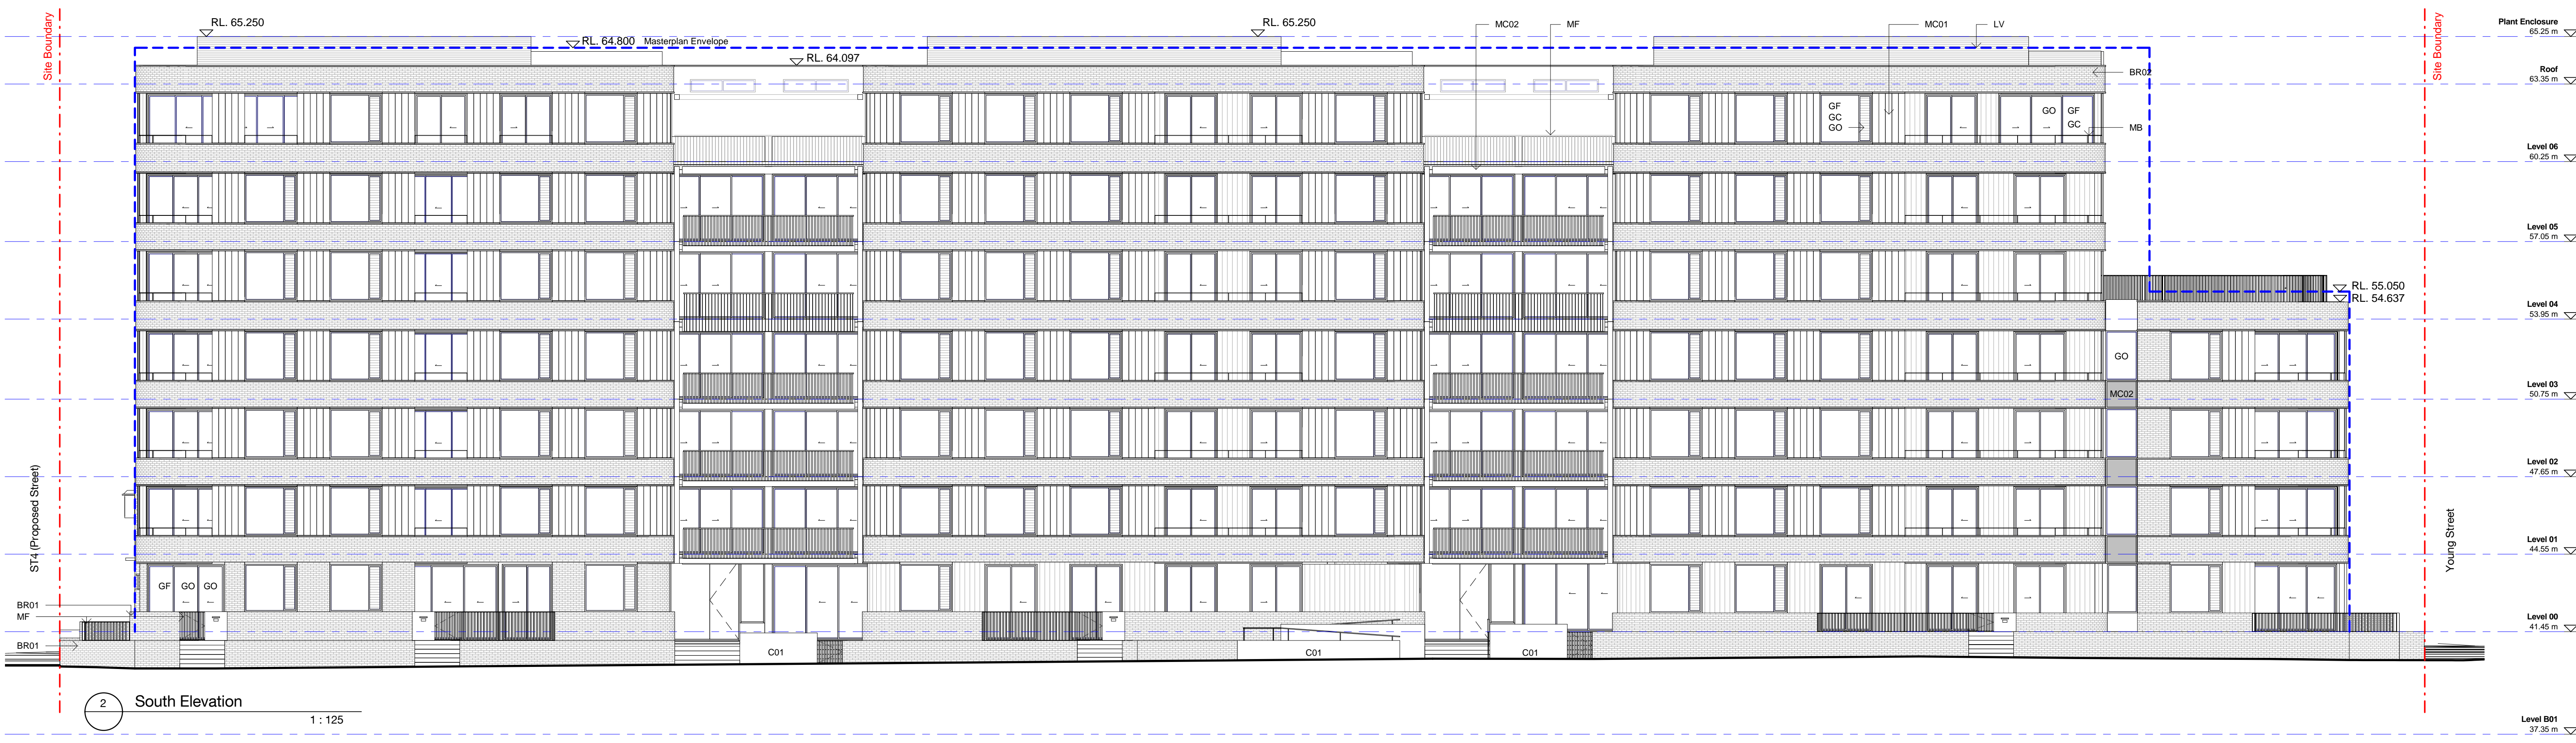 RL. 65.250
RL. 64.800 Masterplan Envelope
RL. 64.097
RL. 65.250
MC02
MF
MC01
LV
Plant Enclosure
65.25 m
Site Boundary
Site Boundary
BR02
Roof
63.35 m
GF
GC
GO
GO
GF
GC
MB
Level 06
60.25 m
Level 05
57.05 m
RL. 55.050
RL. 54.637
Level 04
53.95 m
GO
MC02
Level 03
50.75 m
Level 02
47.65 m
ST4 (Proposed Street)
Young Street
Level 01
44.55 m
GF
GO
GO
BR01
MF
BR01
Level 00
41.45 m
C01
C01
C01
2
South Elevation
1 : 125
Level B01
37.35 m